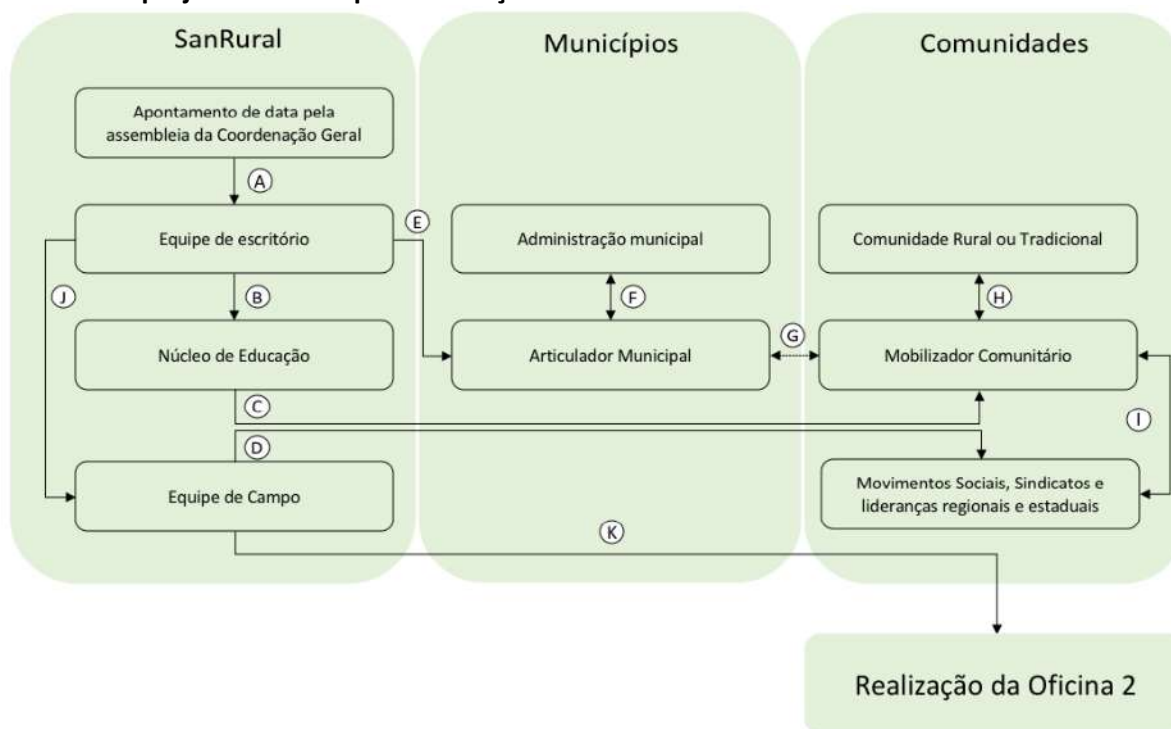 SanRural
Municípios
Comunidades
Apontamento de data pela
assembleia da Coordenação Geral
A
E
Equipe de escritório
Administração municipal
Comunidade Rural ou Tradicional
J
B
F
H
G
Núcleo de Educação
Articulador Municipal
Mobilizador Comunitário
C
I
D
Equipe de Campo
Movimentos Sociais, Sindicatos e
lideranças regionais e estaduais
K
Realização da Oficina 2